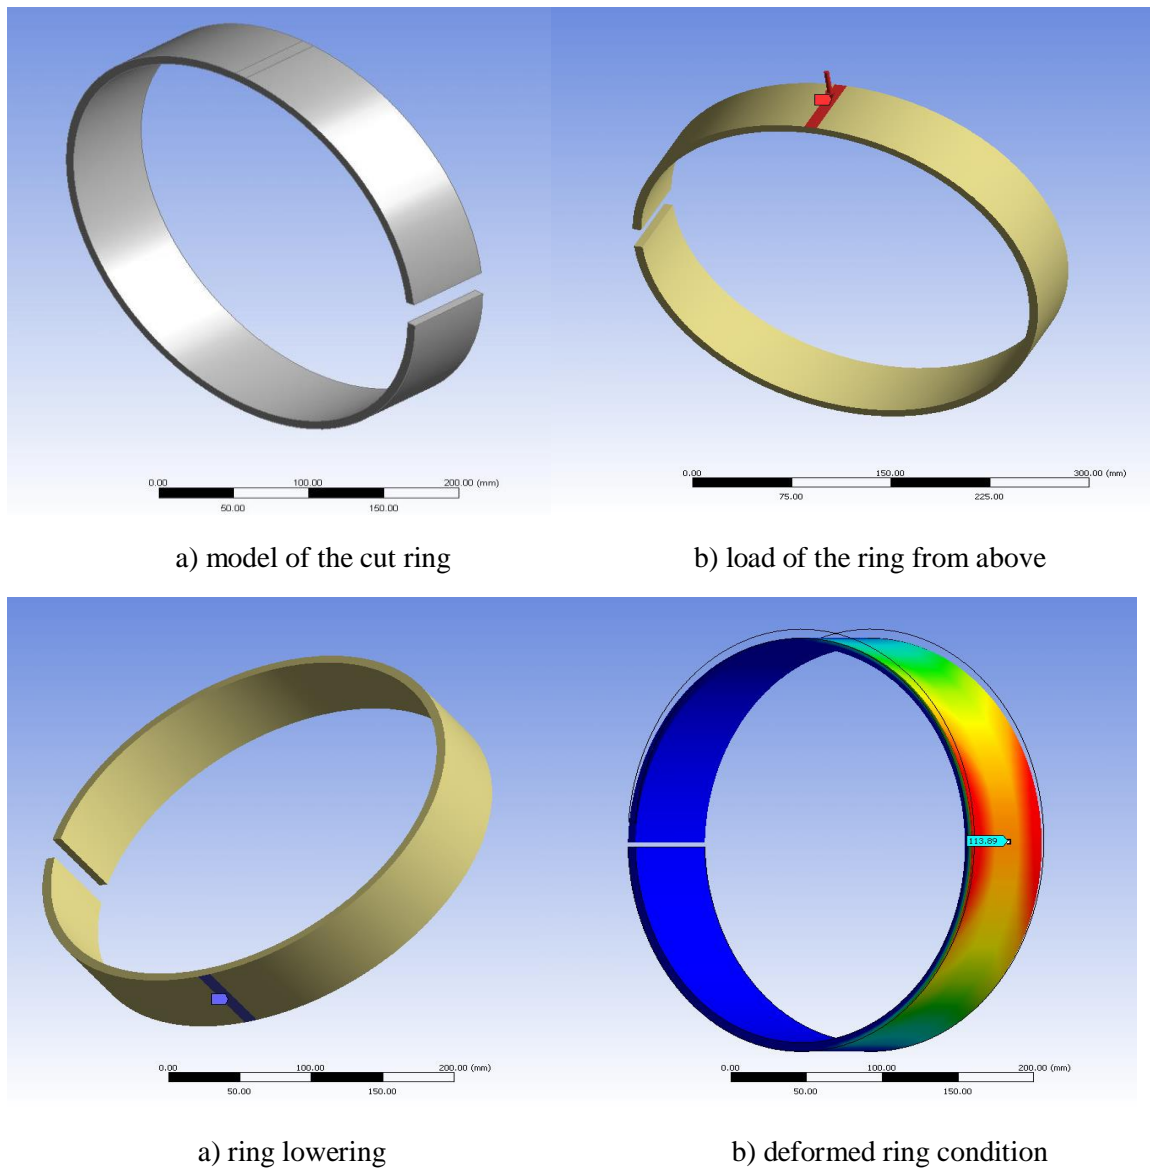 0.00 100.00 200.00 (mm)
50.00 150.00
0.00 150.00 300.00 (mm)
75.00 225.00
a) model of the cut ring
b) load of the ring from above
113.89
0.00 100.00 200.00 (mm)
50.00 150.00
0.00 100.00 200.00 (mm)
50.00 150.00
a) ring lowering
b) deformed ring condition